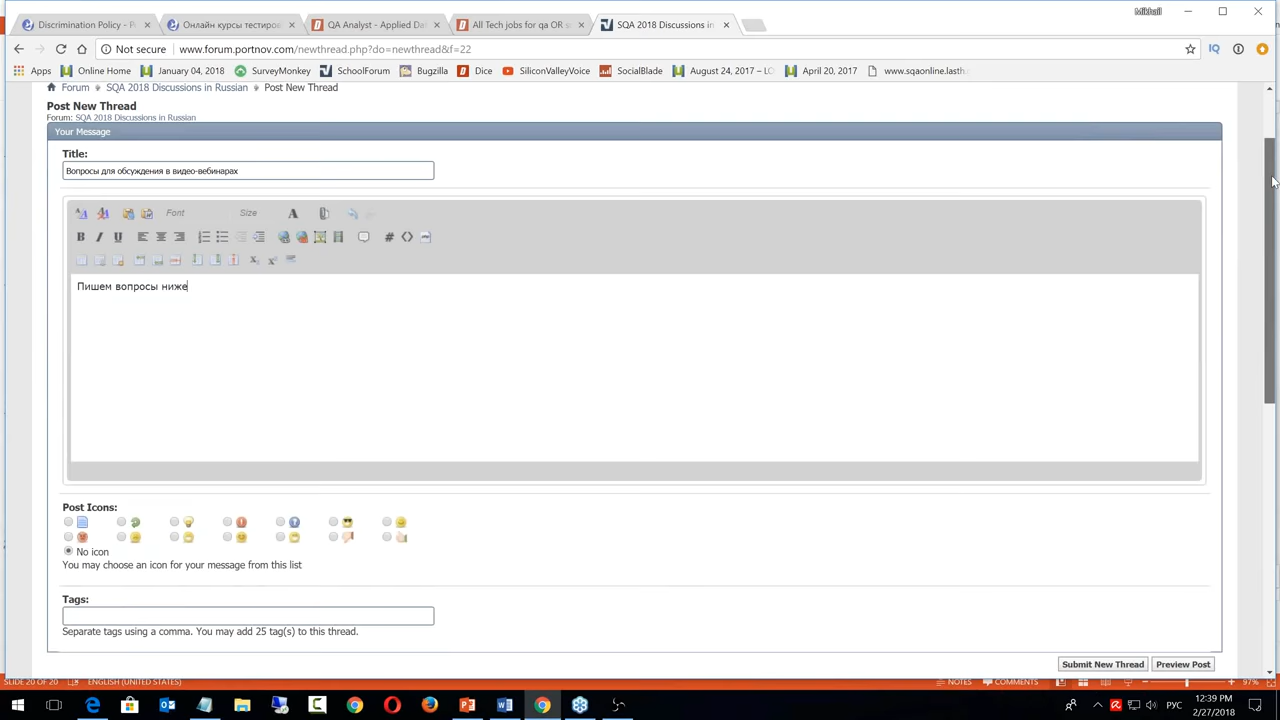 Mikhail
Discrimination Policy - P
Онлайн курсы тестиров
QA Analyst - Applied Da
All Tech jobs for qa OR s
SQA 2018 Discussions in
Not secure
www.forum.portnov.com/newthread.php?do=newthread&f=22
Apps
Online Home
January 04, 2018
SurveyMonkey
SchoolForum
Bugzilla
Dice
SiliconValleyVoice
SocialBlade
August 24, 2017 – LO
April 20, 2017
www.sqaonline.lasth
Forum
SQA 2018 Discussions in Russian
Post New Thread
Post New Thread
Forum: SQA 2018 Discussions in Russian
Your Message
Title:
Вопросы для обсуждения в видео-вебинарах
Font
Size
Пишем вопросы ниже
Post Icons:
No icon
You may choose an icon for your message from this list
Tags:
Separate tags using a comma. You may add 25 tag(s) to this thread.
Submit New Thread
Preview Post
SLIDE 20 OF 20
ENGLISH (UNITED STATES)
NOTES
COMMENTS
97%
РУС
12:39 PM
2/27/2018